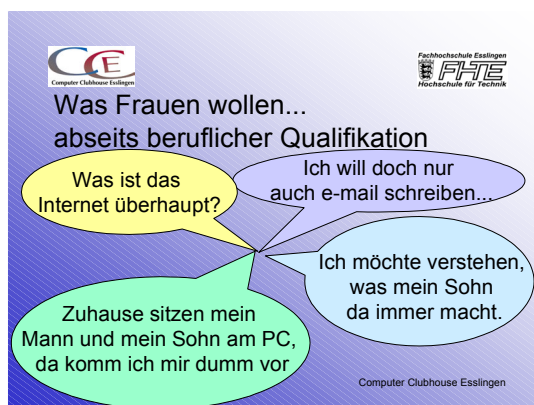 CCE
Computer Clubhouse Esslingen
Fachhochschule Esslingen
FHTE
Hochschule für Technik
Was Frauen wollen...
abseits beruflicher Qualifikation
Was ist das
Internet überhaupt?
Ich will doch nur
auch e-mail schreiben...
Ich möchte verstehen,
was mein Sohn
da immer macht.
Zuhause sitzen mein
Mann und mein Sohn am PC,
da komm ich mir dumm vor
Computer Clubhouse Esslingen